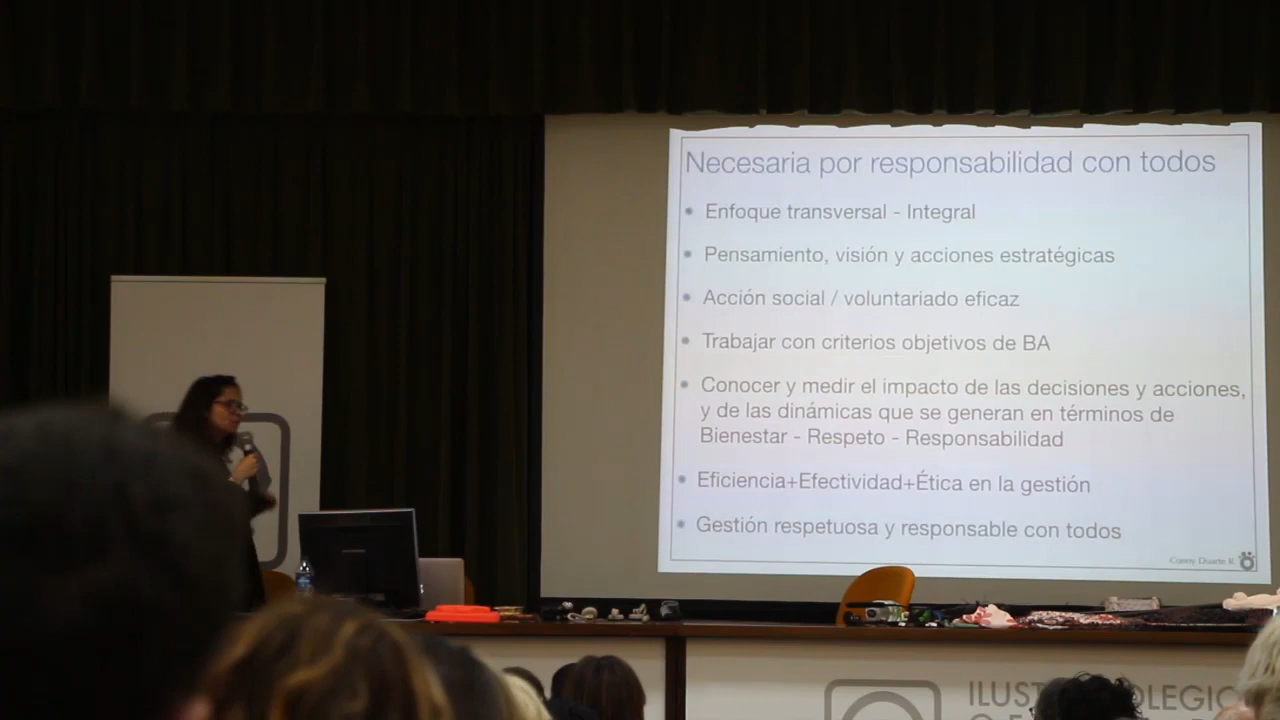 Necesaria por responsabilidad con todos
Enfoque transversal - Integral
Pensamiento, visión y acciones estratégicas
Acción social / voluntariado eficaz
Trabajar con criterios objetivos de BA
Conocer y medir el impacto de las decisiones y acciones,
y de las dinámicas que se generan en términos de
Bienestar - Respeto - Responsabilidad
Eficiencia+Efectividad+Ética en la gestión
Gestión respetuosa y responsable con todos
Conny Duarte K